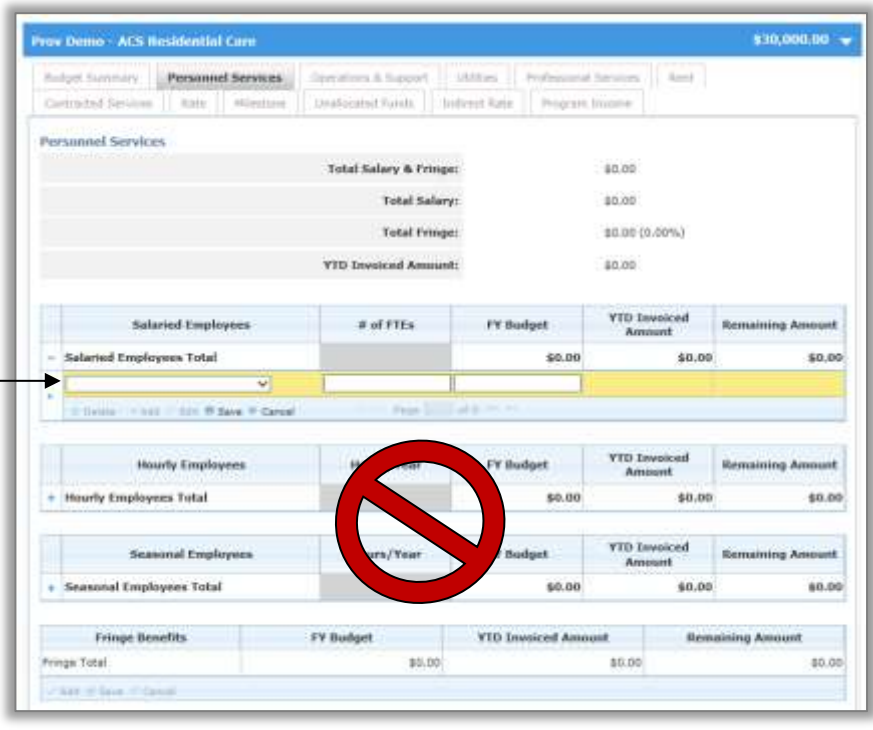 Prov Demo - ACS Residential Care $30,000.00
Budget Summary Personnel Services Operations & Support Utilities Professional Services Rent
Contracted Services Rate Milestone Unallocated Funds Indirect Rate Program Income
Personnel Services
Total Salary & Fringe: $0.00
Total Salary: $0.00
Total Fringe: $0.00 (0.00%)
YTD Invoiced Amount: $0.00
Salaried Employees # of FTEs FY Budget YTD Invoiced Amount Remaining Amount
- Salaried Employees Total $0.00 $0.00 $0.00
Delete Add Edit Save Cancel Page of
Hourly Employees FY Budget YTD Invoiced Amount Remaining Amount
+ Hourly Employees Total $0.00 $0.00 $0.00
Seasonal Employees Budget YTD Invoiced Amount Remaining Amount
+ Seasonal Employees Total $0.00 $0.00 $0.00
Fringe Benefits FY Budget YTD Invoiced Amount Remaining Amount
Fringe Total $0.00 $0.00 $0.00
Edit Save Cancel